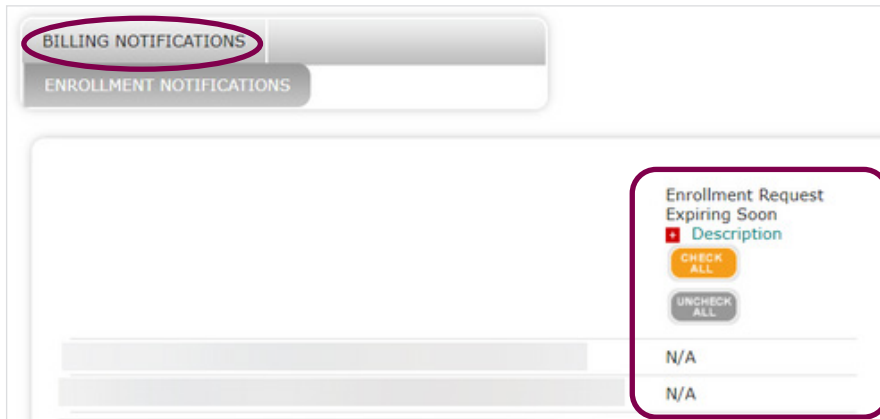 BILLING NOTIFICATIONS
ENROLLMENT NOTIFICATIONS
Enrollment Request
Expiring Soon
+ Description
CHECK
ALL
UNCHECK
ALL
N/A
N/A